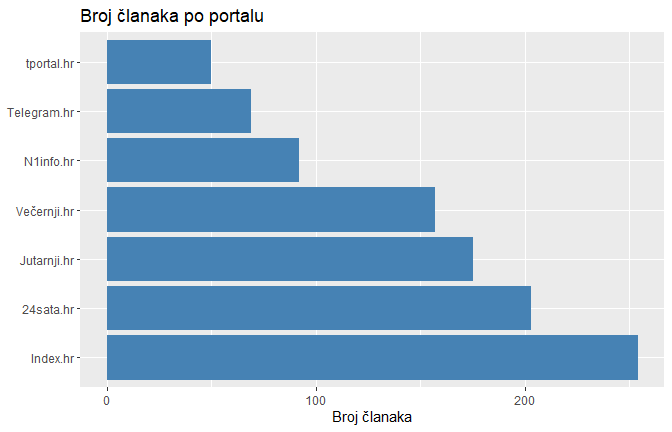 Broj članaka po portalu
tportal.hr
Telegram.hr
N1info.hr
Večernji.hr
Jutarnji.hr
24sata.hr
Index.hr
0 100 200
Broj članaka